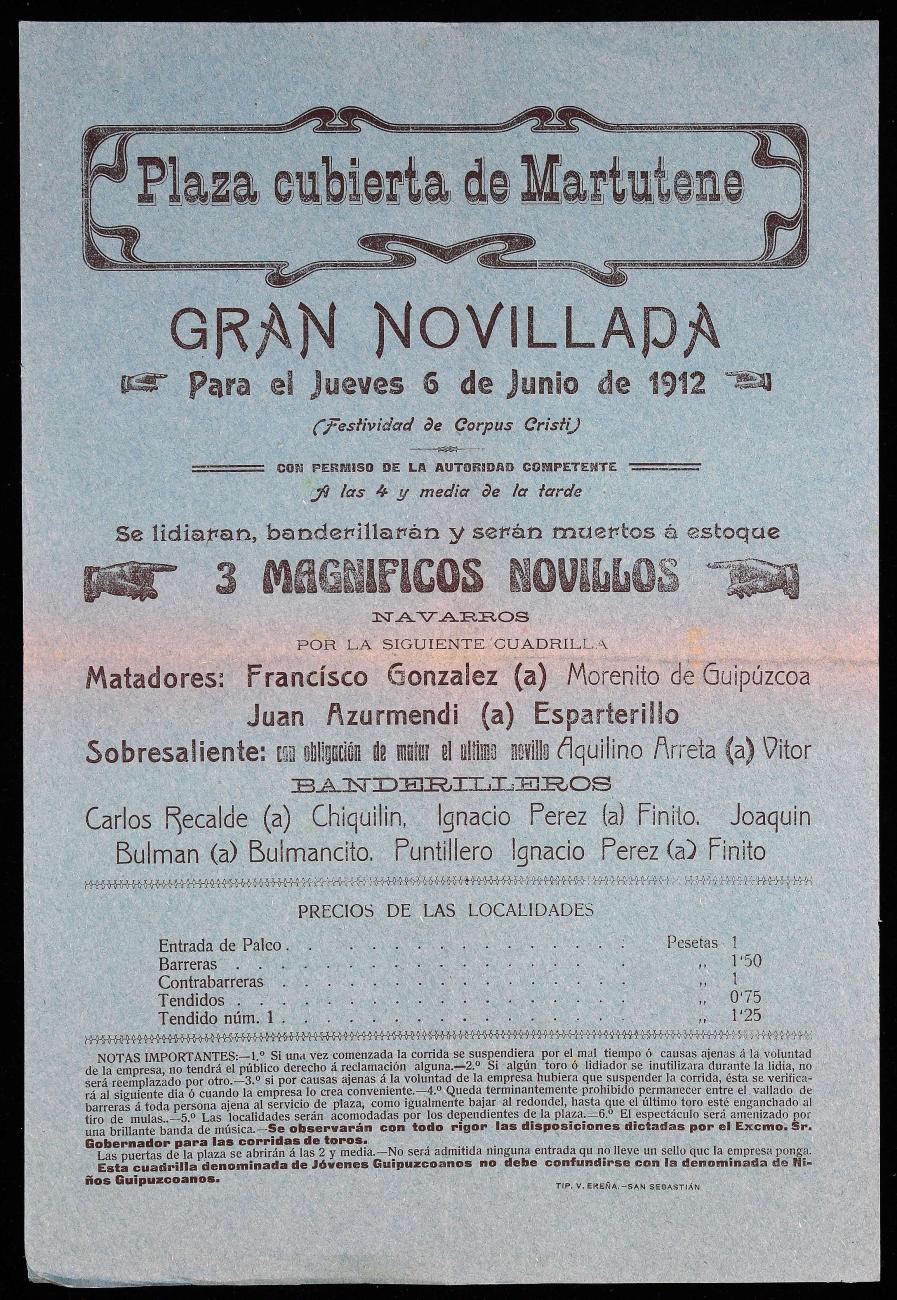 Plaza cubierta de Martutene
GRAN NOVILLADA
Para el Jueves 6 de Junio de 1912
(Festividad de Corpus Cristi)
CON PERMISO DE LA AUTORIDAD COMPETENTE
A las 4 y media de la tarde
Se lidiaran, banderillarán y serán muertos á estoque
3 MAGNIFICOS NOVILLOS
NAVARROS
POR LA SIGUIENTE CUADRILLA
Matadores: Francísco Gonzalez (a) Morenito de Guipúzcoa
Juan Azurmendi (a) Esparterillo
Sobresaliente: con obligación de matar el ultimo novillo Aquilino Arreta (a) Vitor
BANDERILLEROS
Carlos Recalde (a) Chiquilin, Ignacio Perez (a) Finito. Joaquin
Bulman (a) Bulmancito. Puntillero Ignacio Perez (a) Finito
PRECIOS DE LAS LOCALIDADES
Entrada de Palco . . . . . . . . . . . . . Pesetas 1
Barreras . . . . . . . . . . . . . . ,, 1'50
Contrabarreras . . . . . . . . . . . . . ,, 1
Tendidos . . . . . . . . . . . . . . ,, 0'75
Tendido núm. 1 . . . . . . . . . . . . . ,, 1'25
NOTAS IMPORTANTES:—1.º Si una vez comenzada la corrida se suspendiera por el mal tiempo ó causas ajenas á la voluntad
de la empresa, no tendrá el público derecho á reclamación alguna.—2.º Si algún toro ó lidiador se inutilizara durante la lidia, no
será reemplazado por otro.—3.º si por causas ajenas á la voluntad de la empresa hubiera que suspender la corrida, ésta se verifica-
rá al siguiente dia ó cuando la empresa lo crea conveniente.—4.º Queda terminantemente prohibido permanecer entre el vallado de
barreras á toda persona ajena al servicio de plaza, como igualmente bajar al redondel, hasta que el último toro esté enganchado al
tiro de mulas.—5.º Las localidades serán acomodadas por los dependientes de la plaza.—6.º El espectáculo será amenizado por
una brillante banda de música.—Se observarán con todo rigor las disposiciones dictadas por el Excmo. Sr.
Gobernador para las corridas de toros.
Las puertas de la plaza se abrirán á las 2 y media.—No será admitida ninguna entrada qu no lleve un sello que la empresa ponga.
Esta cuadrilla denominada de Jóvenes Guipuzcoanos no debe confundirse con la denominada de Ni-
ños Guipuzcoanos.
TIP. V. EREÑA.—SAN SEBASTIÁN